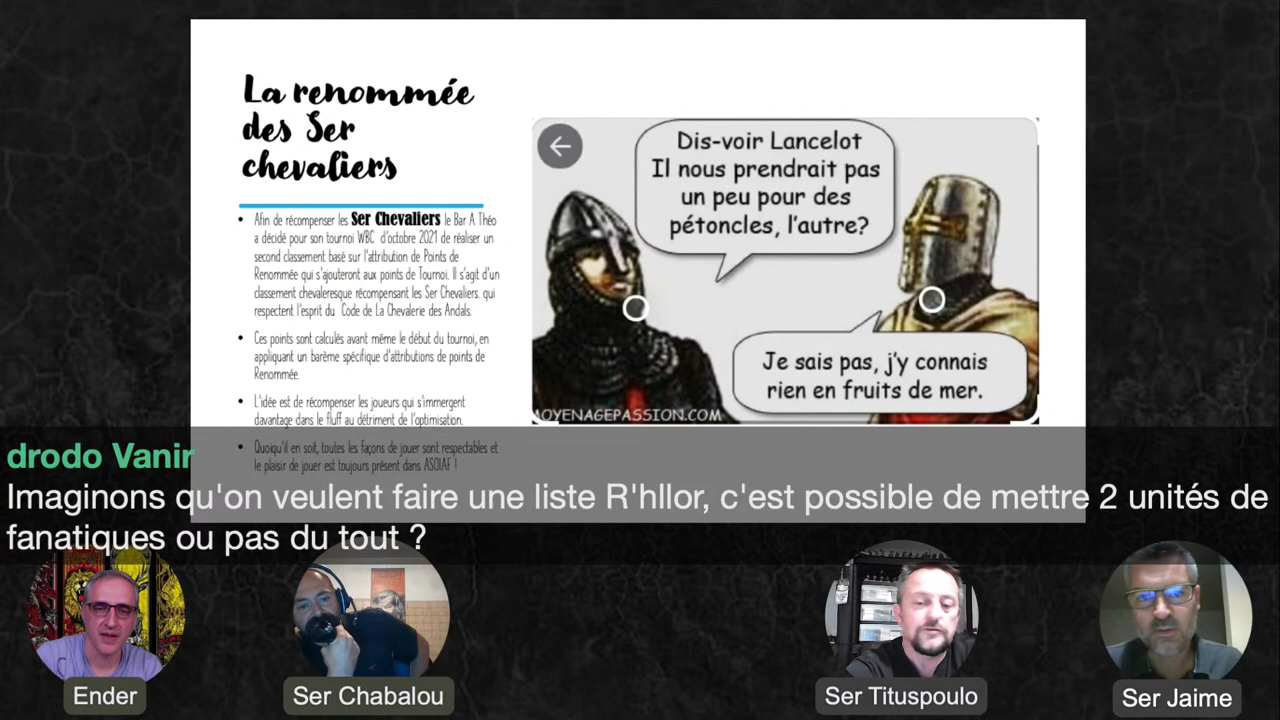 La renommée
des Ser
chevaliers
• Afin de récompenser les Ser Chevaliers le Bar A Théo
a décidé pour son tournoi WBC d'octobre 2021 de réaliser un
second classement basé sur l'attribution de Points de
Renommée qui s'ajouteront aux points de Tournoi. Il s'agit d'un
classement chevaleresque récompensant les Ser Chevaliers. qui
respectent l'esprit du Code de La Chevalerie des Andals.
• Ces points sont calculés avant même le début du tournoi, en
appliquant un barème spécifique d'attributions de points de
Renommée.
• L'idée est de récompenser les joueurs qui s'immergent
davantage dans le fluff au détriment de l'optimisation.
• Quoiqu'il en soit, toutes les façons de jouer sont respectables et
le plaisir de jouer est toujours présent dans ASOIAF !
Dis-voir Lancelot
Il nous prendrait pas
un peu pour des
pétoncles, l'autre?
Je sais pas, j'y connais
rien en fruits de mer.
MOYENAGEPASSION.COM
drodo Vanir
Imaginons qu'on veulent faire une liste R'hllor, c'est possible de mettre 2 unités de
fanatiques ou pas du tout ?
Ender
Ser Chabalou
Ser Tituspoulo
Ser Jaime